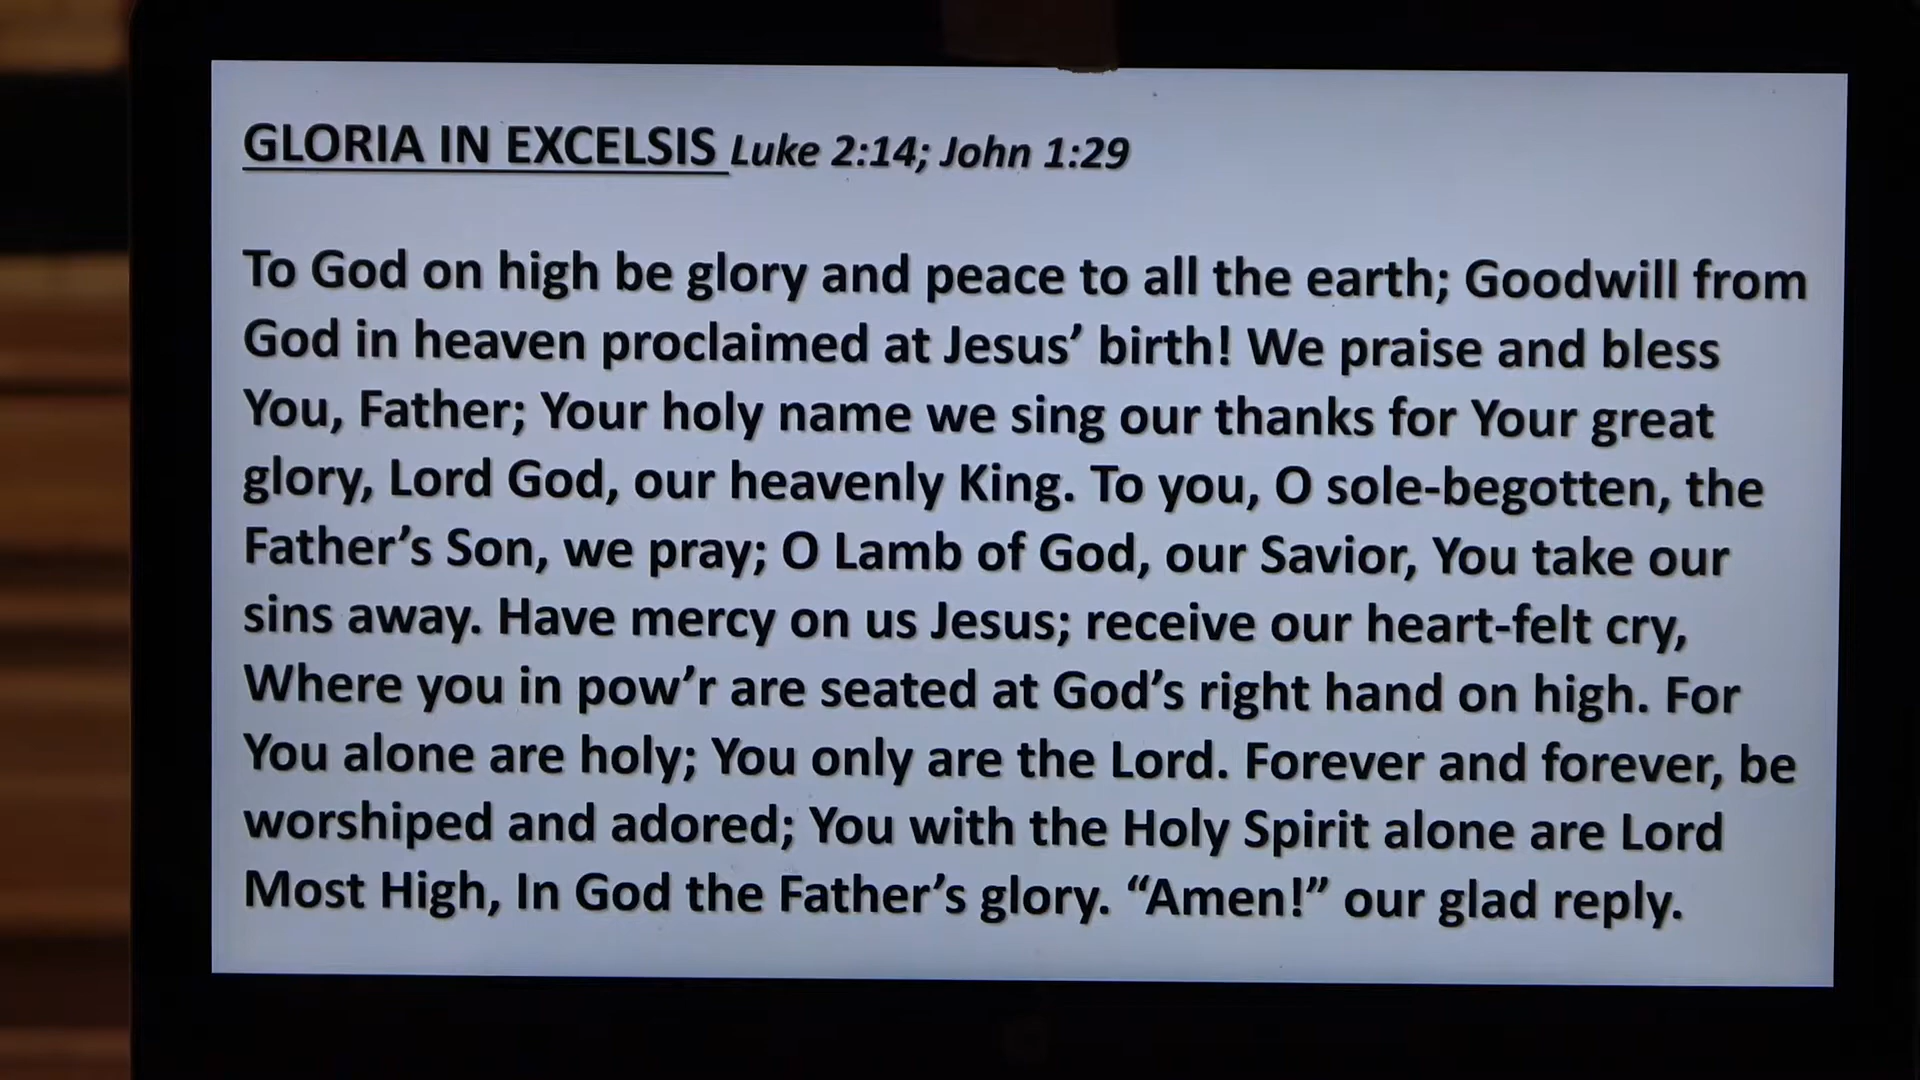 GLORIA IN EXCELSIS Luke 2:14; John 1:29
To God on high be glory and peace to all the earth; Goodwill from
God in heaven proclaimed at Jesus’ birth! We praise and bless
You, Father; Your holy name we sing our thanks for Your great
glory, Lord God, our heavenly King. To you, O sole-begotten, the
Father’s Son, we pray; O Lamb of God, our Savior, You take our
sins away. Have mercy on us Jesus; receive our heart-felt cry,
Where you in pow’r are seated at God’s right hand on high. For
You alone are holy; You only are the Lord. Forever and forever, be
worshiped and adored; You with the Holy Spirit alone are Lord
Most High, In God the Father’s glory. “Amen!” our glad reply.